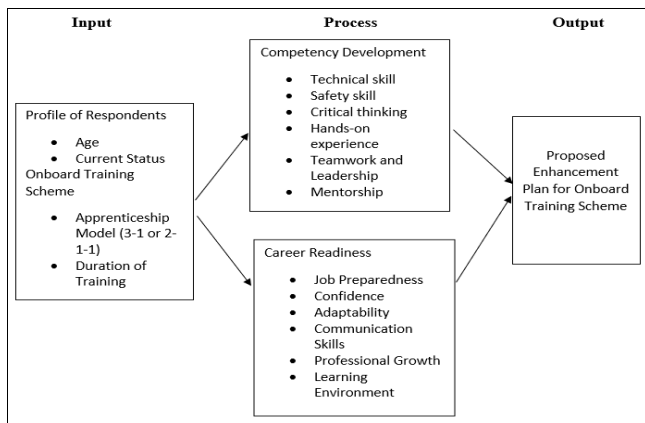 Input
Process
Output
Profile of Respondents
• Age
• Current Status
Onboard Training
Scheme
• Apprenticeship
Model (3-1 or 2-
1-1)
• Duration of
Training
Competency Development
• Technical skill
• Safety skill
• Critical thinking
• Hands-on
experience
• Teamwork and
Leadership
• Mentorship
Career Readiness
• Job Preparedness
• Confidence
• Adaptability
• Communication
Skills
• Professional Growth
• Learning
Environment
Proposed
Enhancement
Plan for Onboard
Training Scheme